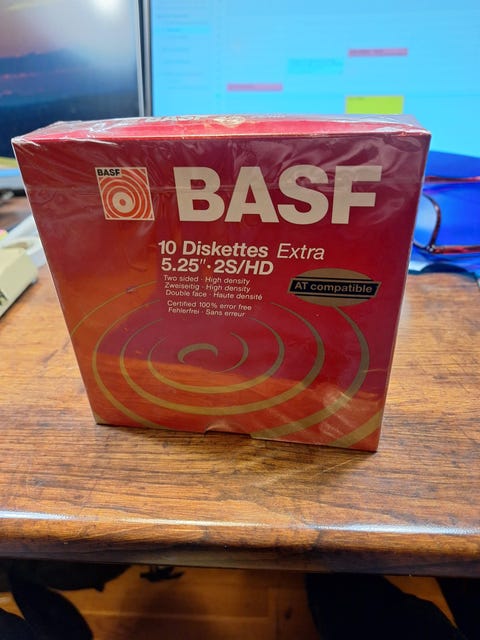 BASF
BASF
BASF
10 Diskettes Extra
5.25"·2S/HD
Two sided · High density
Zweiseitig · High density
Double face · Haute densité
Certified 100% error free
Fehlerfrei · Sans erreur
AT compatible